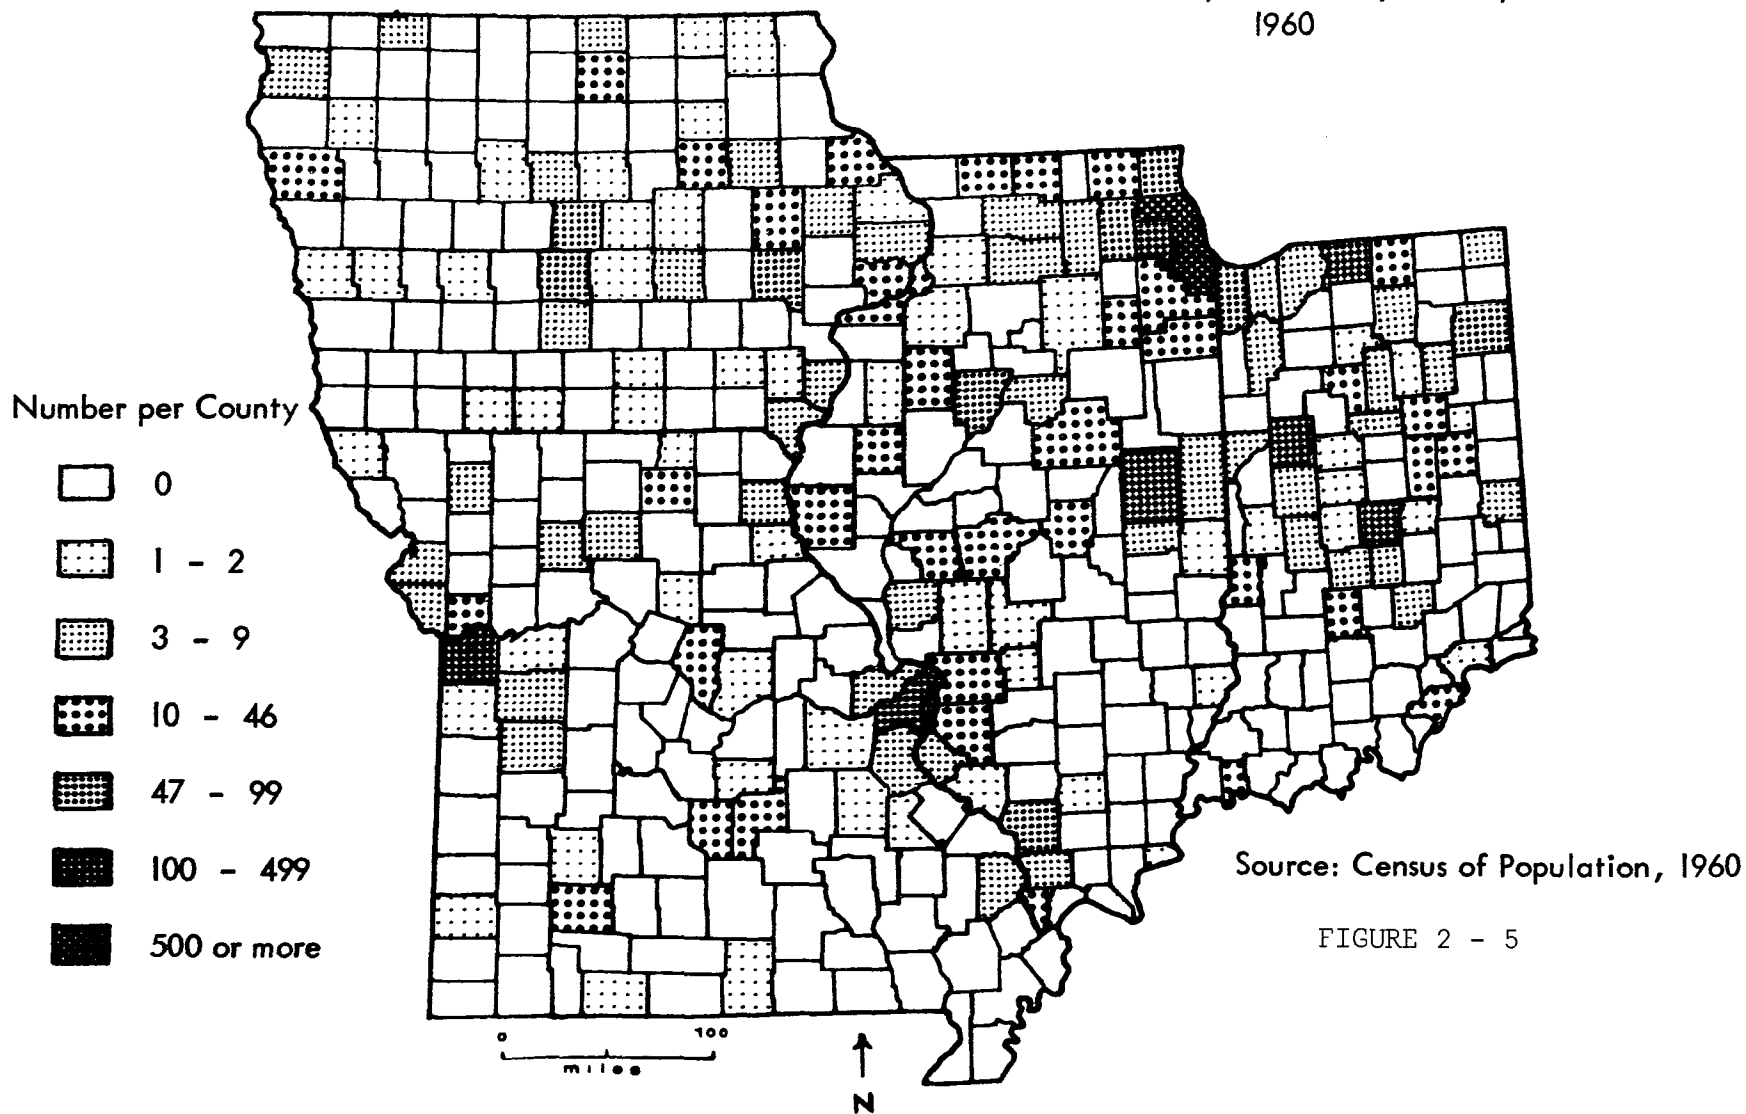 1960
Number per County
0
1 – 2
3 – 9
10 – 46
47 – 99
100 – 499
500 or more
Source: Census of Population, 1960
FIGURE 2 - 5
0 100
miles
N